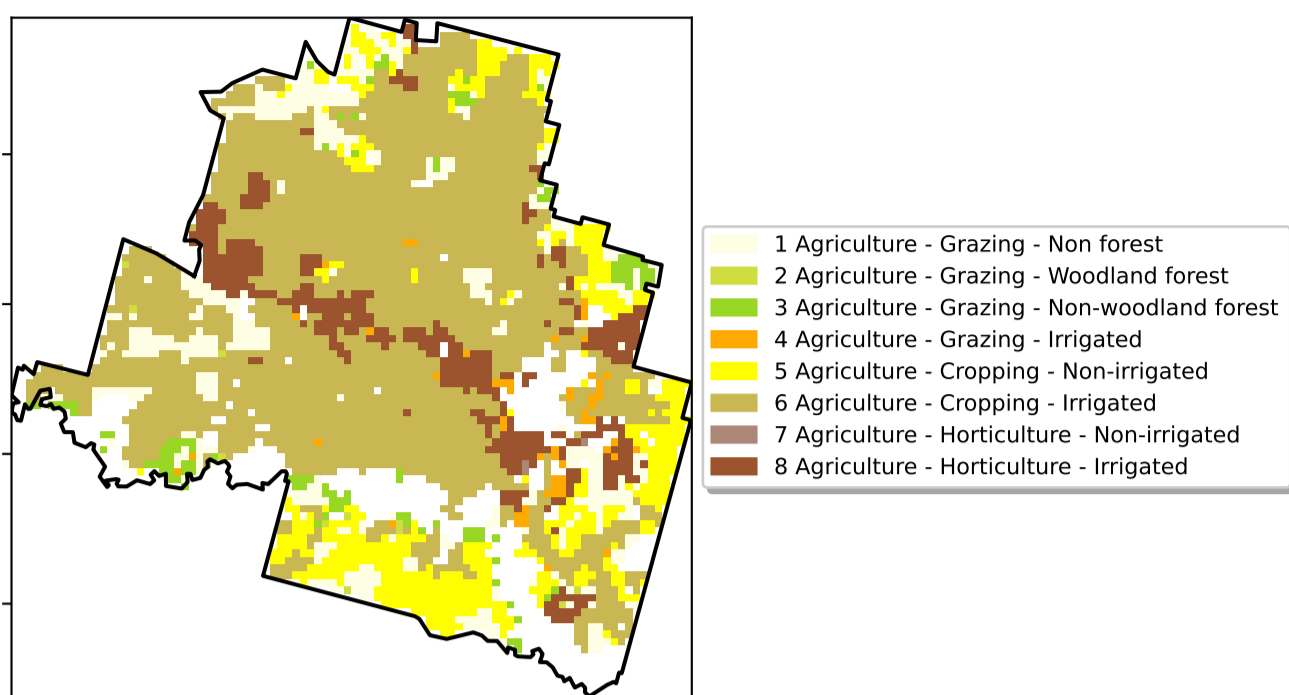 1 Agriculture - Grazing - Non forest
2 Agriculture - Grazing - Woodland forest
3 Agriculture - Grazing - Non-woodland forest
4 Agriculture - Grazing - Irrigated
5 Agriculture - Cropping - Non-irrigated
6 Agriculture - Cropping - Irrigated
7 Agriculture - Horticulture - Non-irrigated
8 Agriculture - Horticulture - Irrigated